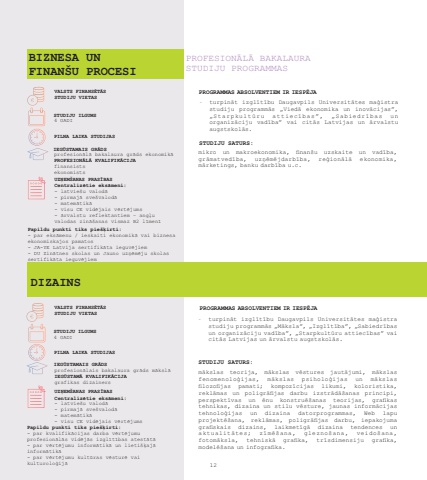 BIZNESA UN
FINANŠU PROCESI
PROFESIONĀLĀ BAKALAURA
STUDIJU PROGRAMMAS
VALSTS FINANSĒTĀS
STUDIJU VIETAS
STUDIJU ILGUMS
4 GADI
PILNA LAIKA STUDIJAS
IEGŪSTAMAIS GRĀDS
profesionālā bakalaura grāds ekonomikā
PROFESIONĀLĀ KVALIFIKĀCIJA
finansists
ekonomists
UZŅEMŠANAS PRASĪBAS
Centralizētie eksāmeni:
- latviešu valodā
- pirmajā svešvalodā
- matemātikā
- visu CE vidējais vērtējums
- Ārvalstu reflektantiem - angļu
valodas zināšanas vismaz B2 līmenī
Papildu punkti tiks piešķirti:
- par eksāmenu / ieskaiti ekonomikā vai biznesa
ekonomiskajos pamatos
- JA-SE Latvija sertifikāta ieguvējiem
- DU Zinātnes skolas un Jauno uzņēmēju skolas
sertifikāta ieguvējiem
PROGRAMMAS ABSOLVENTIEM IR IESPĒJA
- turpināt izglītību Daugavpils Universitātes maģistra
studiju programmās „Viedā ekonomika un inovācijas”,
„Starpkultūru attiecības”, „Sabiedrības un
organizāciju vadība” vai citās Latvijas un ārvalstu
augstskolās.
STUDIJU SATURS:
mikro un makroekonomika, finanšu uzskaite un vadība,
grāmatvedība, uzņēmējdarbība, reģionālā ekonomika,
mārketings, banku darbība u.c.
DIZAINS
VALSTS FINANSĒTĀS
STUDIJU VIETAS
STUDIJU ILGUMS
4 GADI
PILNA LAIKA STUDIJAS
IEGŪSTAMAIS GRĀDS
profesionālais bakalaura grāds mākslā
IEGŪSTAMĀ KVALIFIKĀCIJA
grafikas dizainers
UZŅEMŠANAS PRASĪBAS
Centralizētie eksāmeni:
- latviešu valodā
- pirmajā svešvalodā
- matemātikā
- visu CE vidējais vērtējums
Papildu punkti tiks piešķirti:
- par kvalifikācijas darba vērtējumu
profesionālās vidējās izglītības atestātā
- par vērtējumu informātikā un lietišķajā
informātikā
- par vērtējumu kultūras vēsturē vai
kulturoloģijā
PROGRAMMAS ABSOLVENTIEM IR IESPĒJA
- turpināt izglītību Daugavpils Universitātes maģistra
studiju programmās „Māksla”, „Izglītība”, „Sabiedrības
un organizāciju vadība”, „Starpkultūru attiecības” vai
citās Latvijas un ārvalstu augstskolās.
STUDIJU SATURS:
mākslas teorija, mākslas vēstures jautājumi, mākslas
fenomenoloģijas, mākslas psiholoģijas un mākslas
filozofijas pamati; kompozīcijas likumi, koloristika,
reklāmas un poligrāfijas darbu izstrādāšanas principi,
perspektīvas un ēnu konstruēšanas teorijas, grafikas
tehnikas, dizaina un stilu vēsture, jaunās informācijas
tehnoloģijas un dizaina datorprogrammas, Web lapu
projektēšana, reklāmas, poligrāfijas darbu, iepakojuma
grafiskais dizains, laikmetīgā dizaina tendences un
aktualitātes; zīmēšana, gleznošana, veidošana,
fotomāksla, tehniskā grafika, trīsdimensiju grafika,
modelēšana un infografika.
12